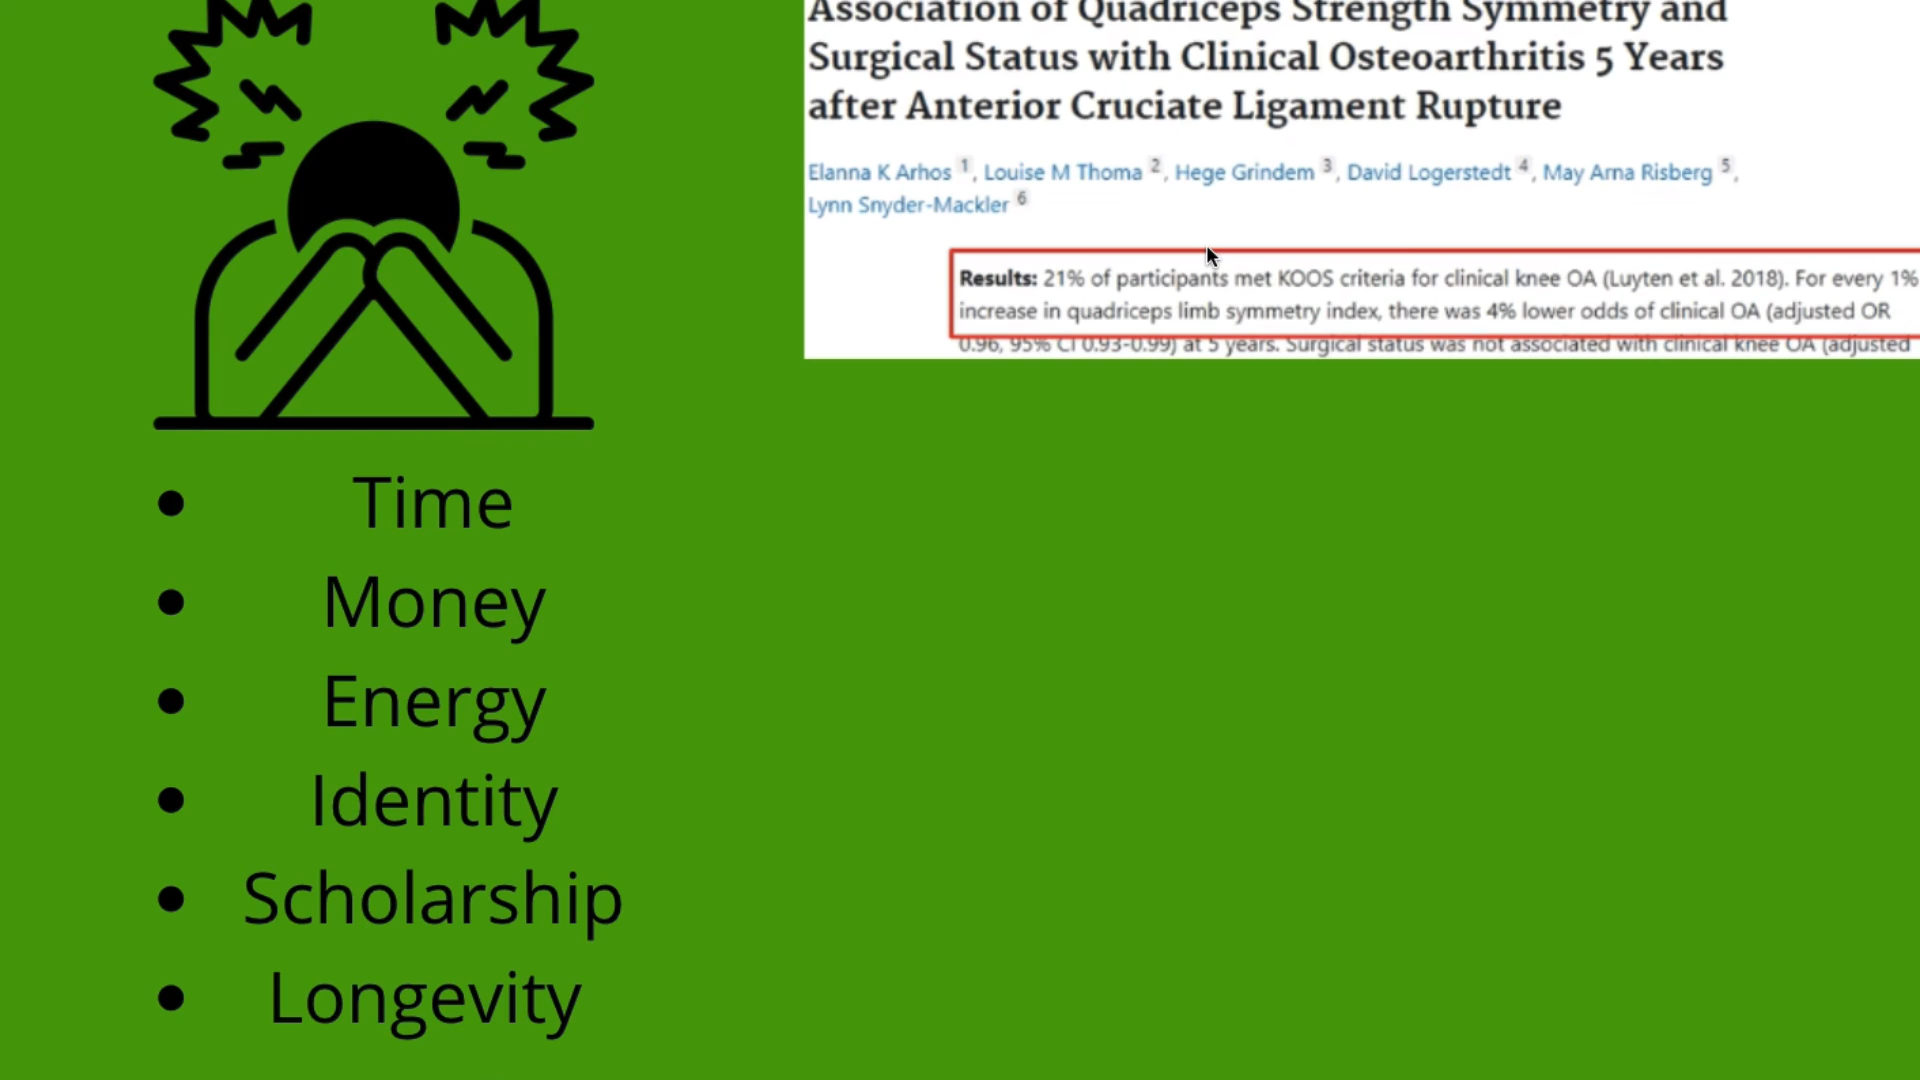 Association of Quadriceps Strength Symmetry and
Surgical Status with Clinical Osteoarthritis 5 Years
after Anterior Cruciate Ligament Rupture
Elanna K Arhos 1, Louise M Thoma 2, Hege Grindem 3, David Logerstedt 4, May Arna Risberg 5,
Lynn Snyder-Mackler 6
Results: 21% of participants met KOOS criteria for clinical knee OA (Luyten et al. 2018). For every 1%
increase in quadriceps limb symmetry index, there was 4% lower odds of clinical OA (adjusted OR
0.96, 95% CI 0.93-0.99) at 5 years. Surgical status was not associated with clinical knee OA (adjusted
• Time
• Money
• Energy
• Identity
• Scholarship
• Longevity